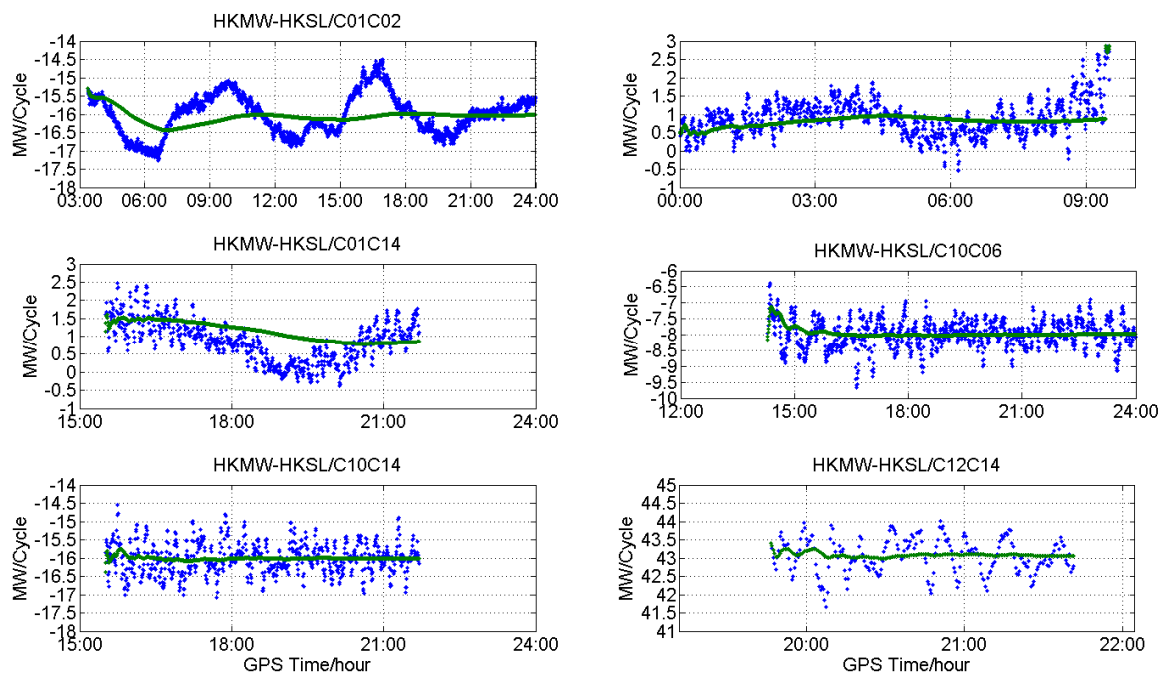 HKMW-HKSL/C01C02
-14
-14.5
-15
-15.5
-16
-16.5
-17
-17.5
-18
MW/Cycle
03:00 06:00 09:00 12:00 15:00 18:00 21:00 24:00
3
2.5
2
1.5
1
0.5
0
-0.5
-1
MW/Cycle
00:00 03:00 06:00 09:00
HKMW-HKSL/C01C14
3
2.5
2
1.5
1
0.5
0
-0.5
-1
MW/Cycle
15:00 18:00 21:00 24:00
HKMW-HKSL/C10C06
-6
-6.5
-7
-7.5
-8
-8.5
-9
-9.5
-10
MW/Cycle
12:00 15:00 18:00 21:00 24:00
HKMW-HKSL/C10C14
-14
-14.5
-15
-15.5
-16
-16.5
-17
-17.5
-18
MW/Cycle
15:00 18:00 21:00 24:00
GPS Time/hour
HKMW-HKSL/C12C14
45
44.5
44
43.5
43
42.5
42
41.5
41
MW/Cycle
20:00 21:00 22:00
GPS Time/hour